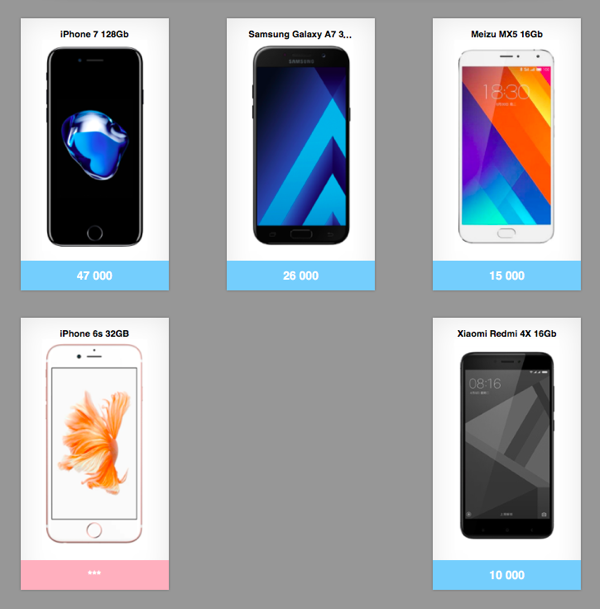 iPhone 7 128Gb
Samsung Galaxy A7 3...
Meizu MX5 16Gb
SAMSUNG
18:30
47 000
26 000
15 000
iPhone 6s 32GB
Xiaomi Redmi 4X 16Gb
08:16
•••
10 000